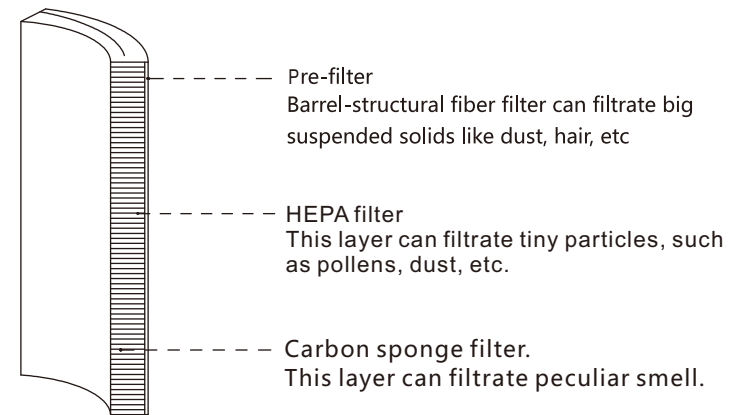 Pre-filter
Barrel-structural fiber filter can filtrate big
suspended solids like dust, hair, etc
HEPA filter
This layer can filtrate tiny particles, such
as pollens, dust, etc.
Carbon sponge filter.
This layer can filtrate peculiar smell.